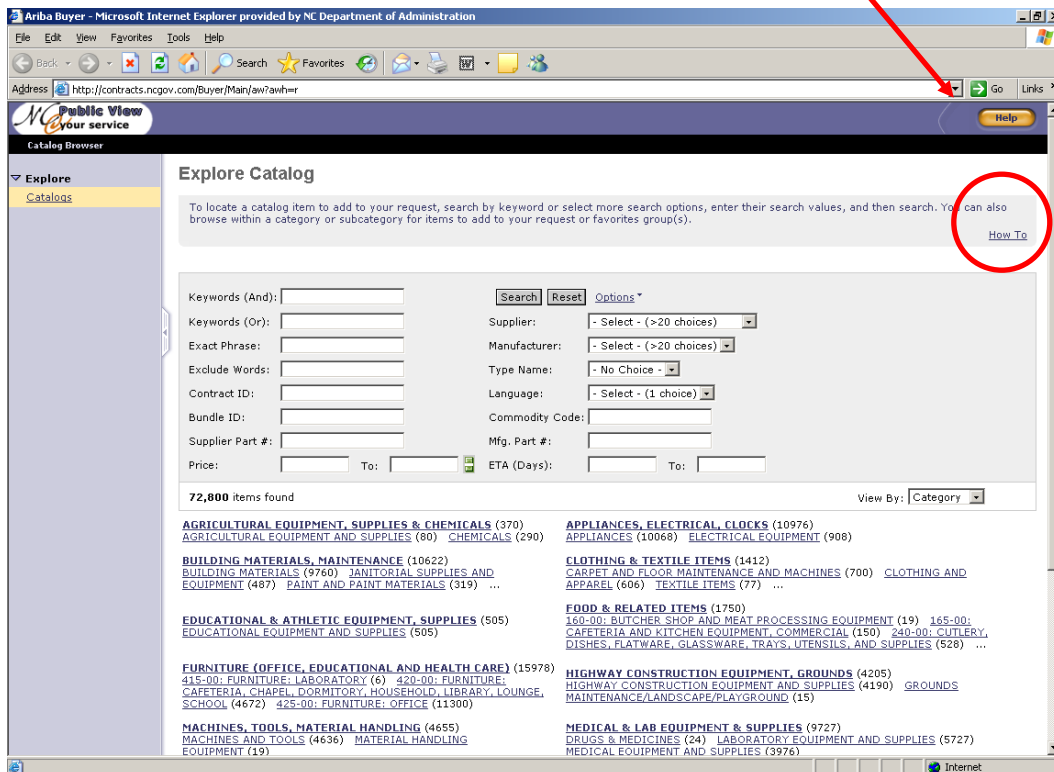 Ariba Buyer - Microsoft Internet Explorer provided by NC Department of Administration
File Edit View Favorites Tools Help
Back Search Favorites
Address http://contracts.ncgov.com/Buyer/Main/aw?awh=r Go Links
NC Public View
@your service
Help
Catalog Browser
Explore
Catalogs
Explore Catalog
To locate a catalog item to add to your request, search by keyword or select more search options, enter their search values, and then search. You can also
browse within a category or subcategory for items to add to your request or favorites group(s).
How To
Keywords (And): Search Reset Options
Keywords (Or): Supplier: - Select - (>20 choices)
Exact Phrase: Manufacturer: - Select - (>20 choices)
Exclude Words: Type Name: - No Choice -
Contract ID: Language: - Select - (1 choice)
Bundle ID: Commodity Code:
Supplier Part #: Mfg. Part #:
Price: To: ETA (Days): To:
72,800 items found View By: Category
AGRICULTURAL EQUIPMENT, SUPPLIES & CHEMICALS (370)
AGRICULTURAL EQUIPMENT AND SUPPLIES (80) CHEMICALS (290)
APPLIANCES, ELECTRICAL, CLOCKS (10976)
APPLIANCES (10068) ELECTRICAL EQUIPMENT (908)
BUILDING MATERIALS, MAINTENANCE (10622)
BUILDING MATERIALS (9760) JANITORIAL SUPPLIES AND
EQUIPMENT (487) PAINT AND PAINT MATERIALS (319) ...
CLOTHING & TEXTILE ITEMS (1412)
CARPET AND FLOOR MAINTENANCE AND MACHINES (700) CLOTHING AND
APPAREL (606) TEXTILE ITEMS (77) ...
EDUCATIONAL & ATHLETIC EQUIPMENT, SUPPLIES (505)
EDUCATIONAL EQUIPMENT AND SUPPLIES (505)
FOOD & RELATED ITEMS (1750)
160-00: BUTCHER SHOP AND MEAT PROCESSING EQUIPMENT (19) 165-00:
CAFETERIA AND KITCHEN EQUIPMENT, COMMERCIAL (150) 240-00: CUTLERY,
DISHES, FLATWARE, GLASSWARE, TRAYS, UTENSILS, AND SUPPLIES (528) ...
FURNITURE (OFFICE, EDUCATIONAL AND HEALTH CARE) (15978)
415-00: FURNITURE: LABORATORY (6) 420-00: FURNITURE:
CAFETERIA, CHAPEL, DORMITORY, HOUSEHOLD, LIBRARY, LOUNGE,
SCHOOL (4672) 425-00: FURNITURE: OFFICE (11300)
HIGHWAY CONSTRUCTION EQUIPMENT, GROUNDS (4205)
HIGHWAY CONSTRUCTION EQUIPMENT AND SUPPLIES (4190) GROUNDS
MAINTENANCE/LANDSCAPE/PLAYGROUND (15)
MACHINES, TOOLS, MATERIAL HANDLING (4655)
MACHINES AND TOOLS (4636) MATERIAL HANDLING
EQUIPMENT (19)
MEDICAL & LAB EQUIPMENT & SUPPLIES (9727)
DRUGS & MEDICINES (24) LABORATORY EQUIPMENT AND SUPPLIES (5727)
MEDICAL EQUIPMENT AND SUPPLIES (3976)
Internet